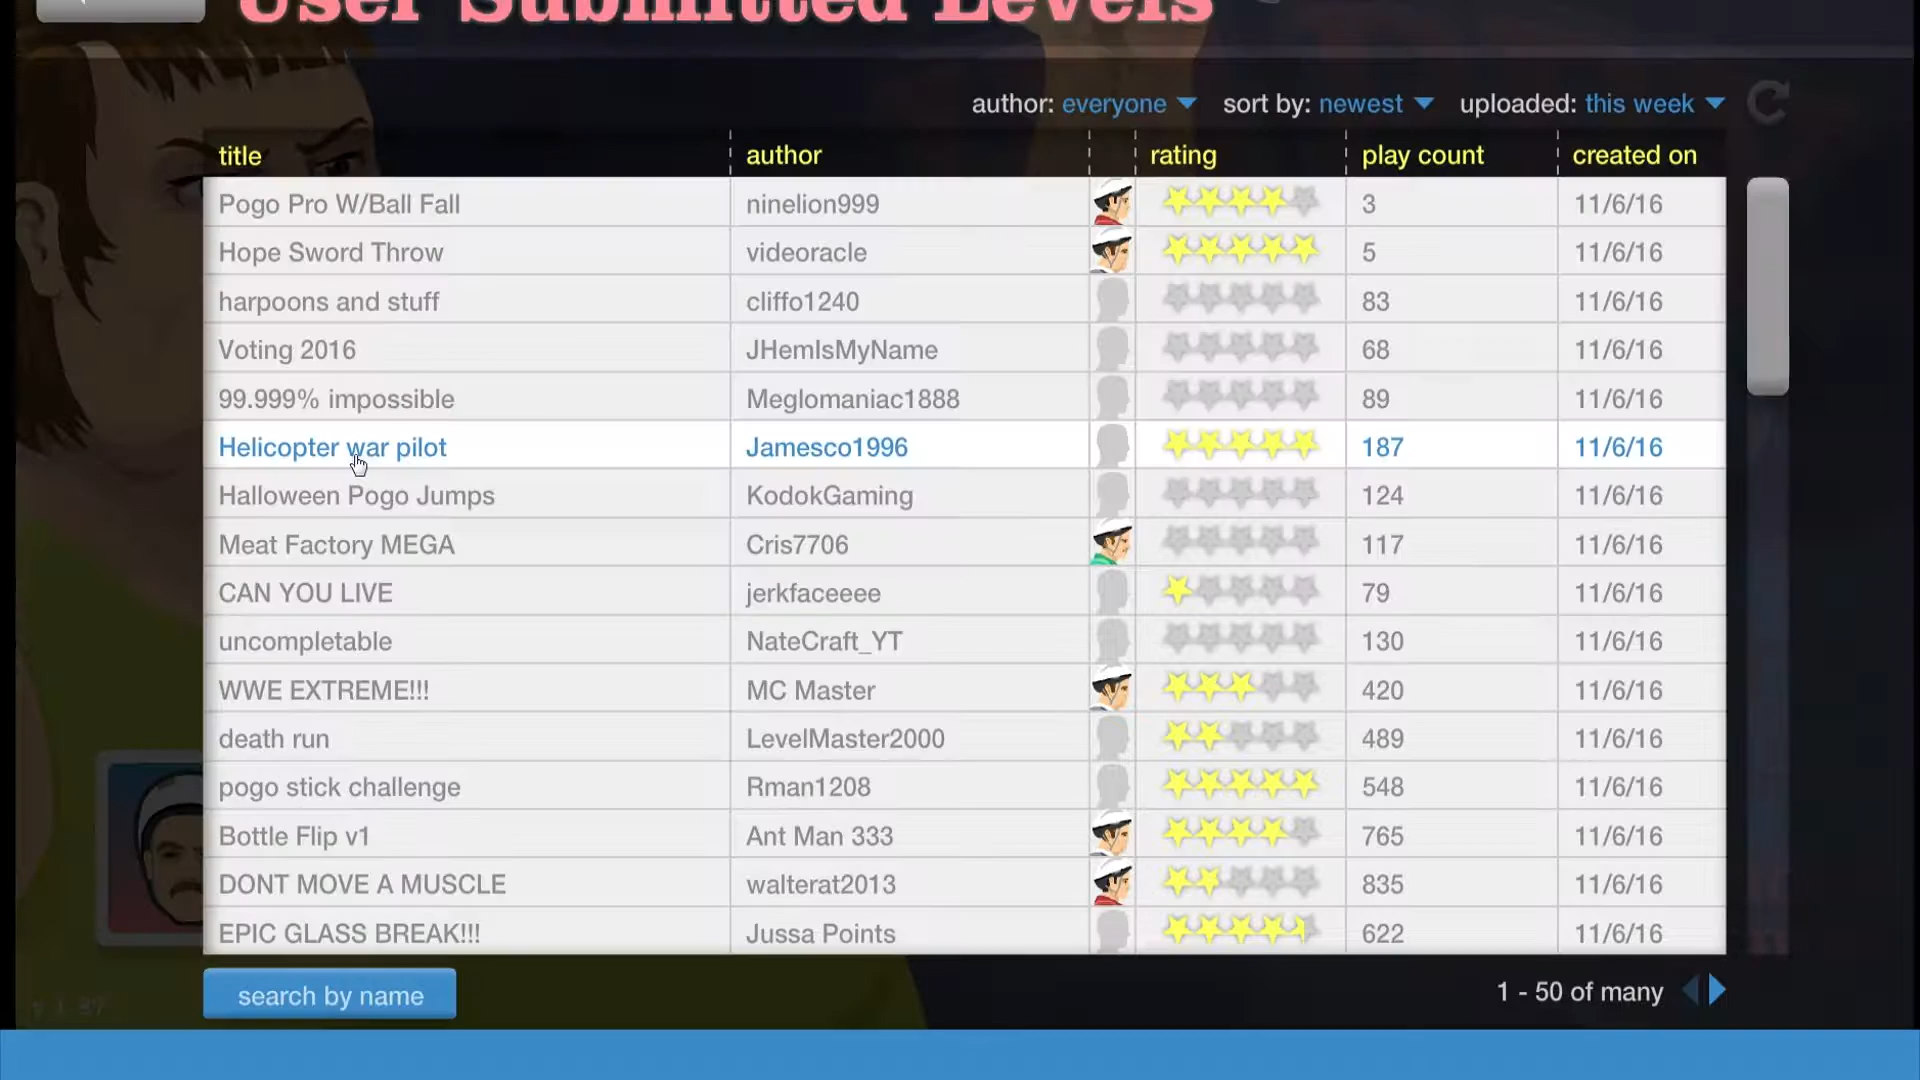 User Submitted Levels
author: everyone sort by: newest uploaded: this week
title author rating play count created on
Pogo Pro W/Ball Fall ninelion999 3 11/6/16
Hope Sword Throw videoracle 5 11/6/16
harpoons and stuff cliffo1240 83 11/6/16
Voting 2016 JHemIsMyName 68 11/6/16
99.999% impossible Meglomaniac1888 89 11/6/16
Helicopter war pilot Jamesco1996 187 11/6/16
Halloween Pogo Jumps KodokGaming 124 11/6/16
Meat Factory MEGA Cris7706 117 11/6/16
CAN YOU LIVE jerkfaceeee 79 11/6/16
uncompletable NateCraft_YT 130 11/6/16
WWE EXTREME!!! MC Master 420 11/6/16
death run LevelMaster2000 489 11/6/16
pogo stick challenge Rman1208 548 11/6/16
Bottle Flip v1 Ant Man 333 765 11/6/16
DONT MOVE A MUSCLE walterat2013 835 11/6/16
EPIC GLASS BREAK!!! Jussa Points 622 11/6/16
search by name 1 - 50 of many